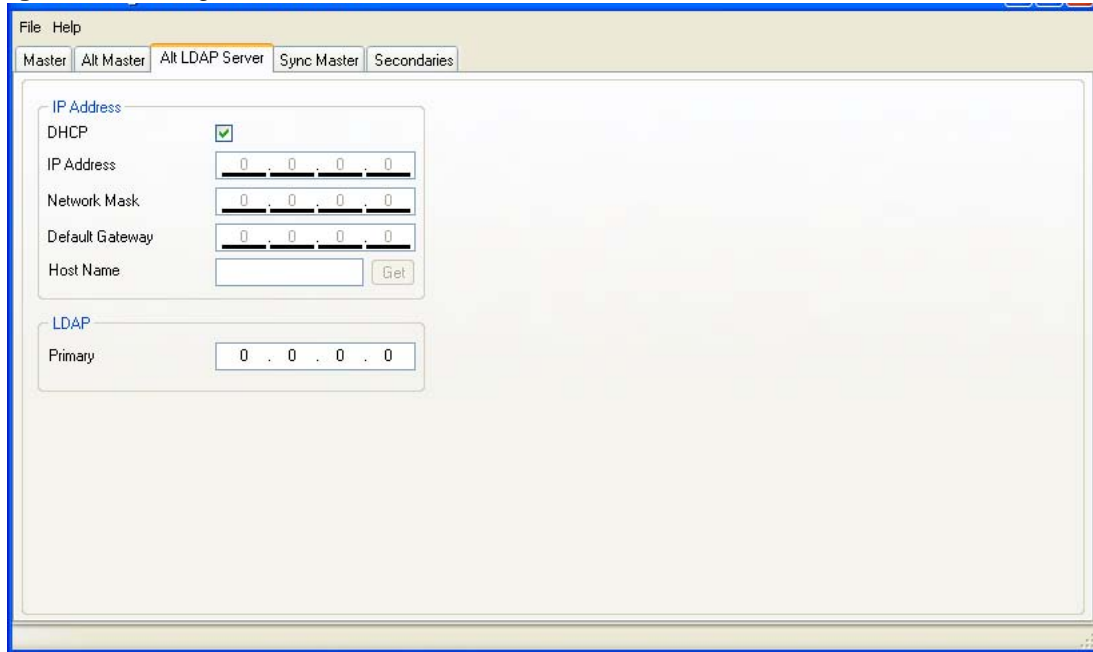 File Help
Master Alt Master Alt LDAP Server Sync Master Secondaries
IP Address
DHCP
IP Address 0 . 0 . 0 . 0
Network Mask 0 . 0 . 0 . 0
Default Gateway 0 . 0 . 0 . 0
Host Name Get
LDAP
Primary 0 . 0 . 0 . 0